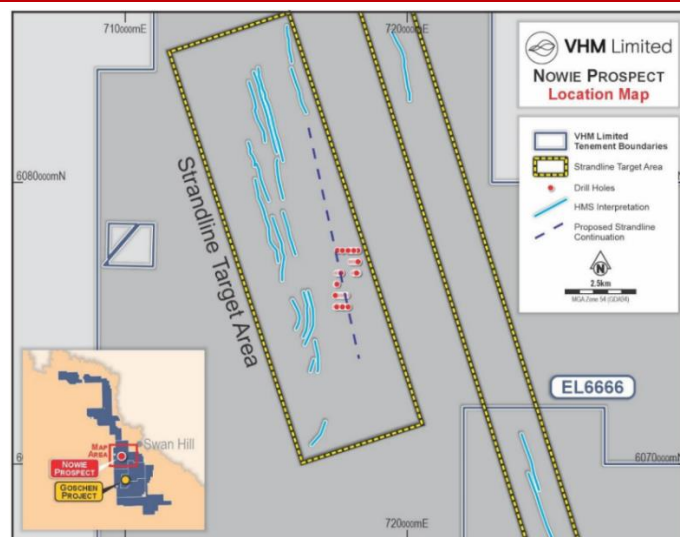 710000mE
720000mE
VHM Limited
NOWIE PROSPECT
Location Map
VHM Limited
Tenement Boundaries
Strandline Target Area
Drill Holes
HMS Interpretation
Proposed Strandline
Continuation
N
2.5km
MGA Zone 54 (GDA94)
6080000mN
Strandline Target Area
EL6666
6070000mN
MAP
AREA
Swan Hill
NOWIE
PROSPECT
GOSCHEN
PROJECT
60
720000mE